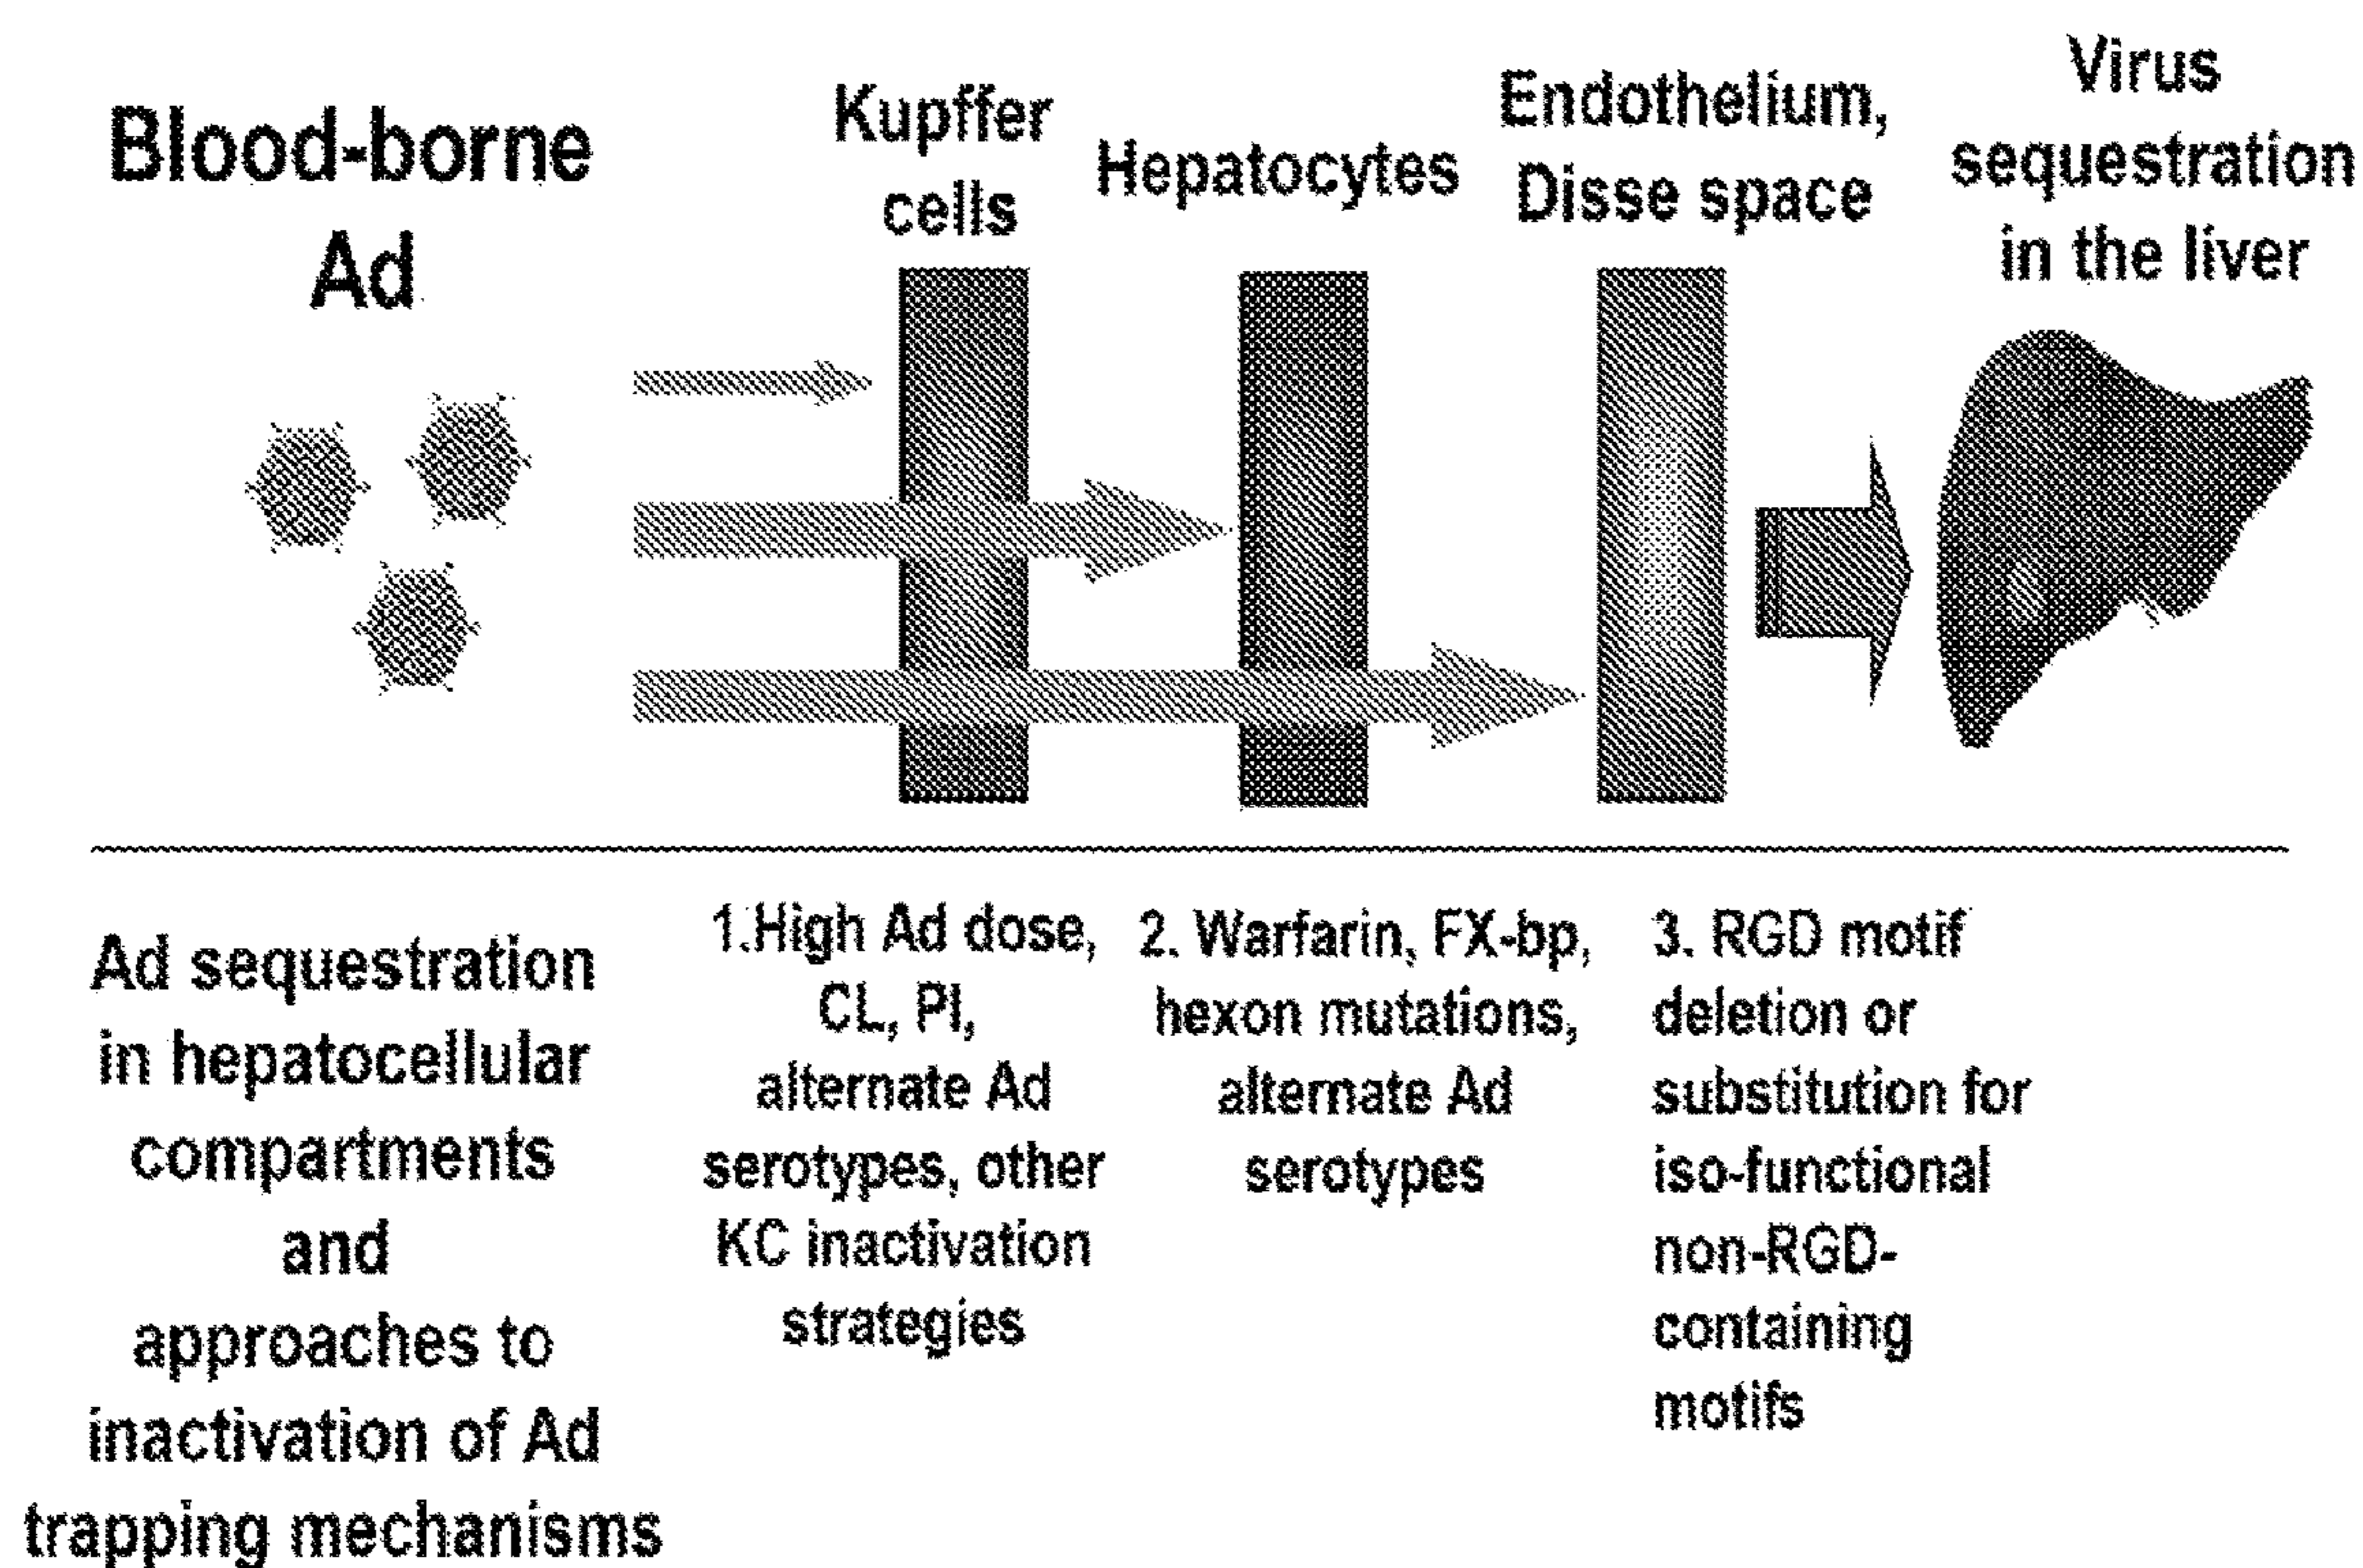 Blood-borne
Ad
Kupffer
cells
Hepatocytes
Endothelium,
Disse space
Virus
sequestration
in the liver
Ad sequestration
in hepatocellular
compartments
and
approaches to
inactivation of Ad
trapping mechanisms
1.High Ad dose,
CL, PI,
alternate Ad
serotypes, other
KC inactivation
strategies
2. Warfarin, FX-bp,
hexon mutations,
alternate Ad
serotypes
3. RGD motif
deletion or
substitution for
iso-functional
non-RGD-
containing
motifs